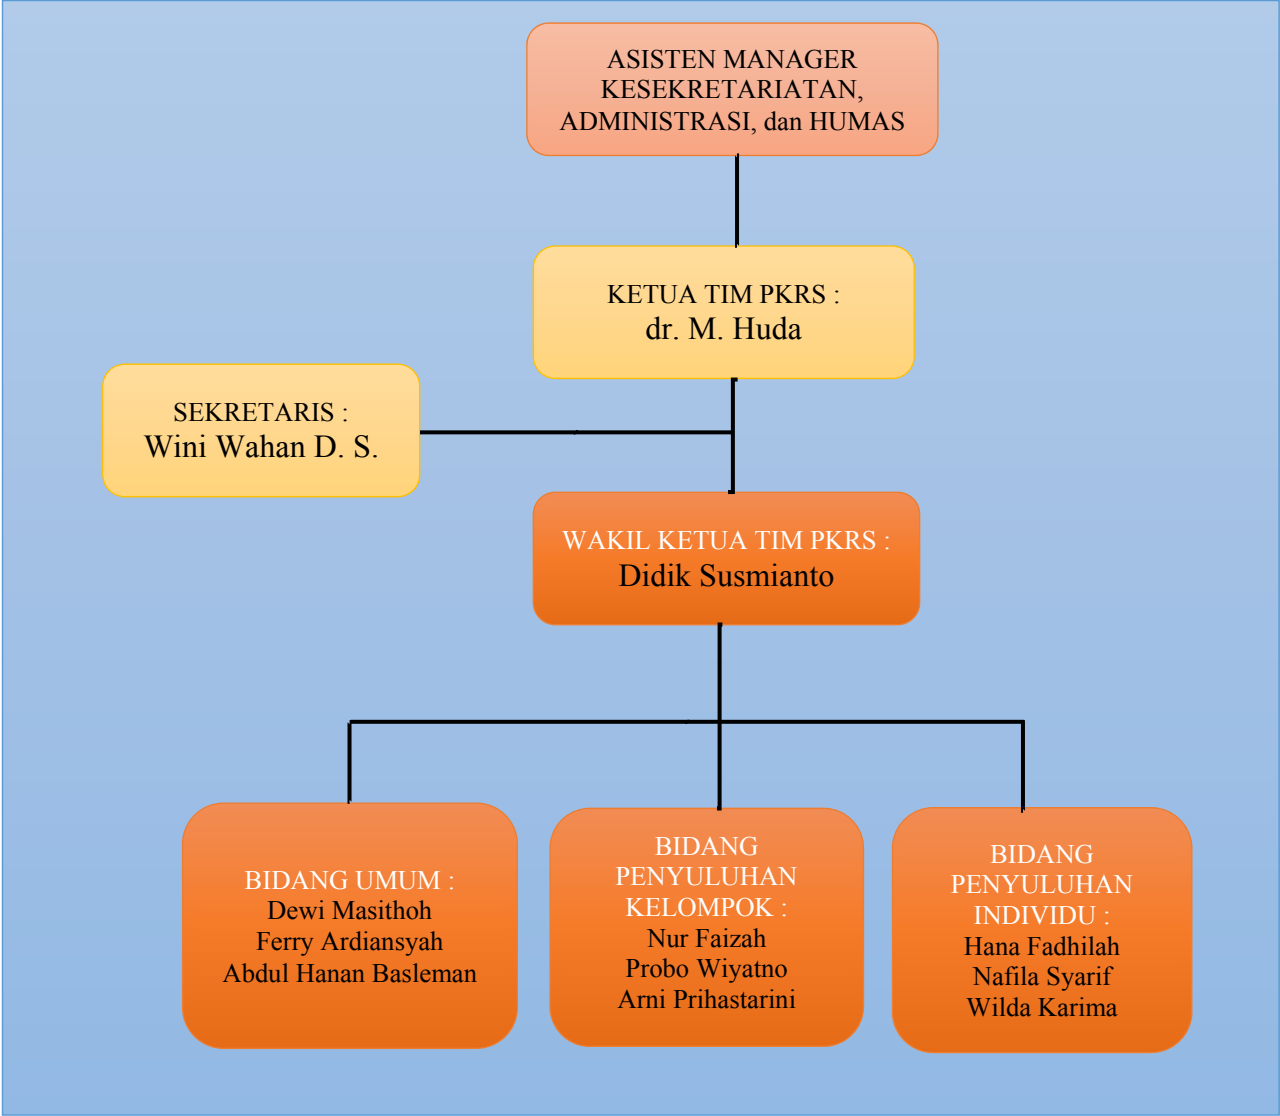 ASISTEN MANAGER
KESEKRETARIATAN,
ADMINISTRASI, dan HUMAS
KETUA TIM PKRS :
dr. M. Huda
SEKRETARIS :
Wini Wahan D. S.
WAKIL KETUA TIM PKRS :
Didik Susmianto
BIDANG UMUM :
Dewi Masithoh
Ferry Ardiansyah
Abdul Hanan Basleman
BIDANG
PENYULUHAN
KELOMPOK :
Nur Faizah
Probo Wiyatno
Arni Prihastarini
BIDANG
PENYULUHAN
INDIVIDU :
Hana Fadhilah
Nafila Syarif
Wilda Karima